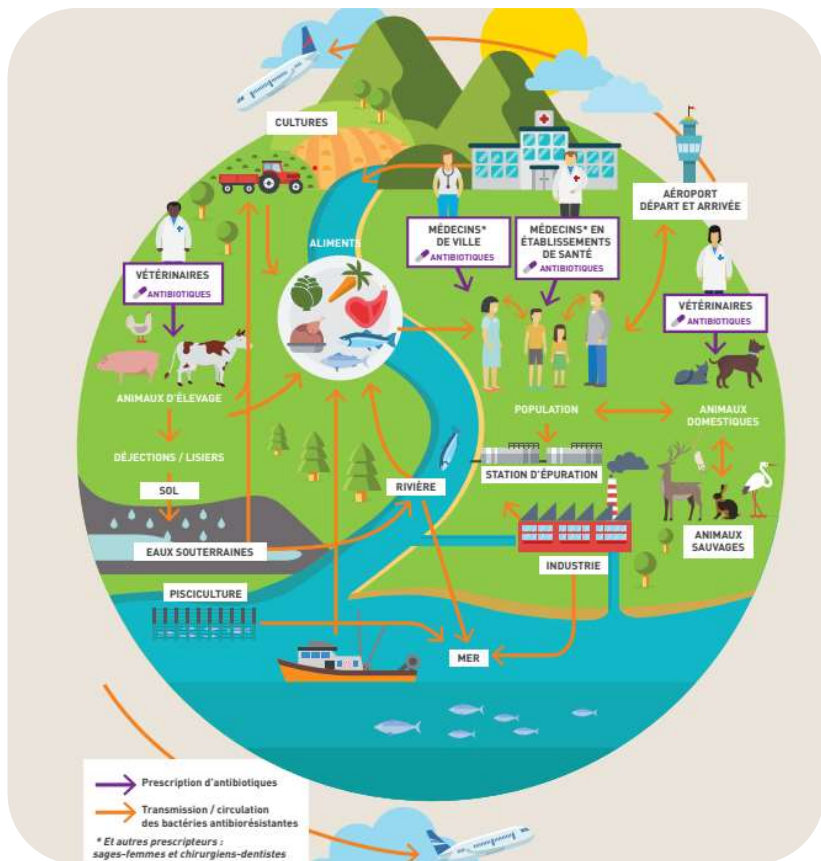 CULTURES
AÉROPORT
DÉPART ET ARRIVÉE
MÉDECINS*
DE VILLE
ANTIBIOTIQUES
MÉDECINS* EN
ÉTABLISSEMENTS
DE SANTÉ
ANTIBIOTIQUES
ALIMENTS
VÉTÉRINAIRES
ANTIBIOTIQUES
VÉTÉRINAIRES
ANTIBIOTIQUES
ANIMAUX D'ÉLEVAGE
POPULATION
ANIMAUX
DOMESTIQUES
DÉJECTIONS / LISIERS
STATION D'ÉPURATION
SOL
RIVIÈRE
ANIMAUX
SAUVAGES
EAUX SOUTERRAINES
INDUSTRIE
PISCICULTURE
MER
Prescription d'antibiotiques
Transmission / circulation
des bactéries antibiorésistantes
* Et autres prescripteurs :
sages-femmes et chirurgiens-dentistes